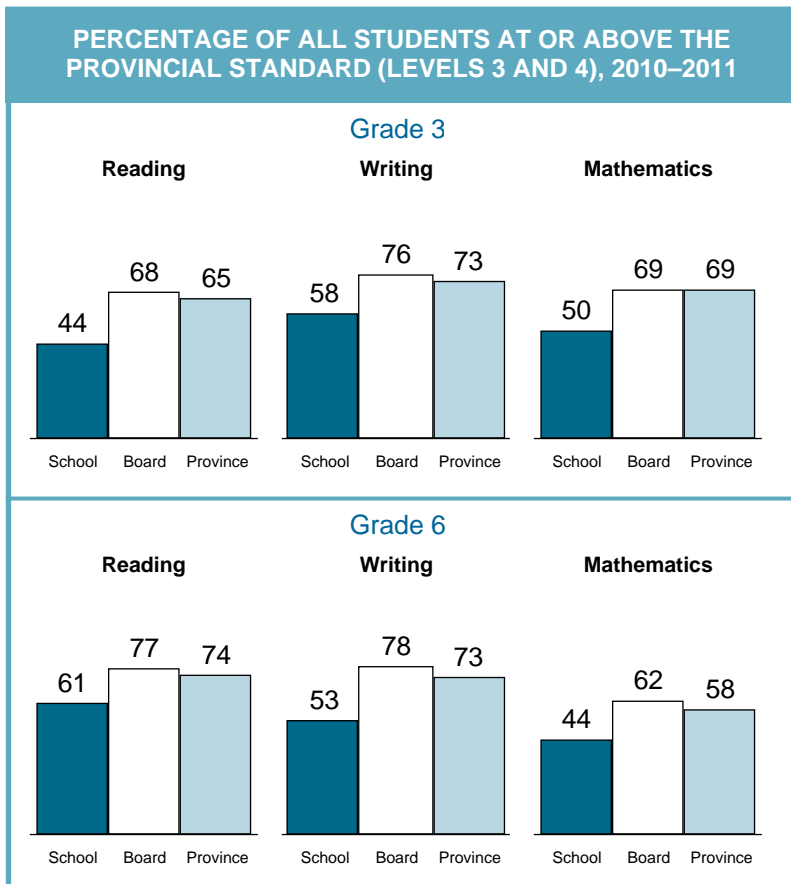 PERCENTAGE OF ALL STUDENTS AT OR ABOVE THE
PROVINCIAL STANDARD (LEVELS 3 AND 4), 2010–2011
Grade 3
Reading Writing Mathematics
44 68 65 58 76 73 50 69 69
School Board Province School Board Province School Board Province
Grade 6
Reading Writing Mathematics
61 77 74 53 78 73 44 62 58
School Board Province School Board Province School Board Province